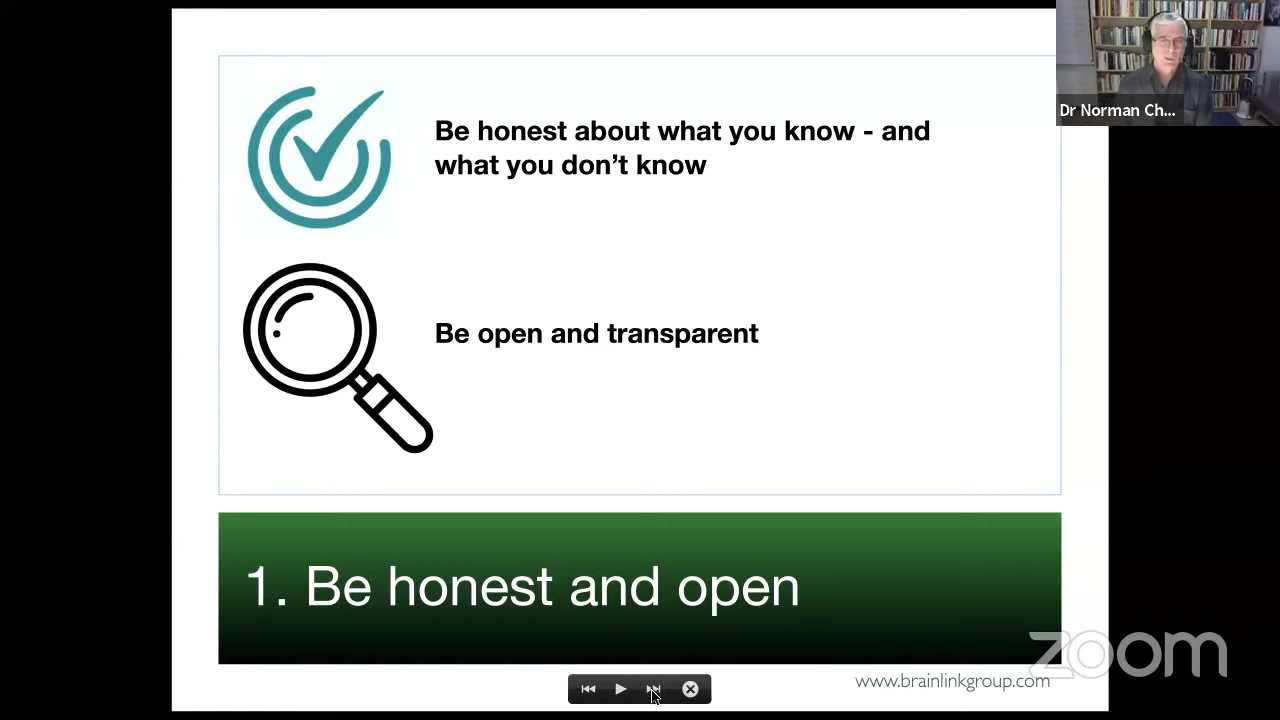 Dr Norman Ch...
Be honest about what you know - and
what you don’t know
Be open and transparent
1. Be honest and open
zoom
www.brainlinkgroup.com